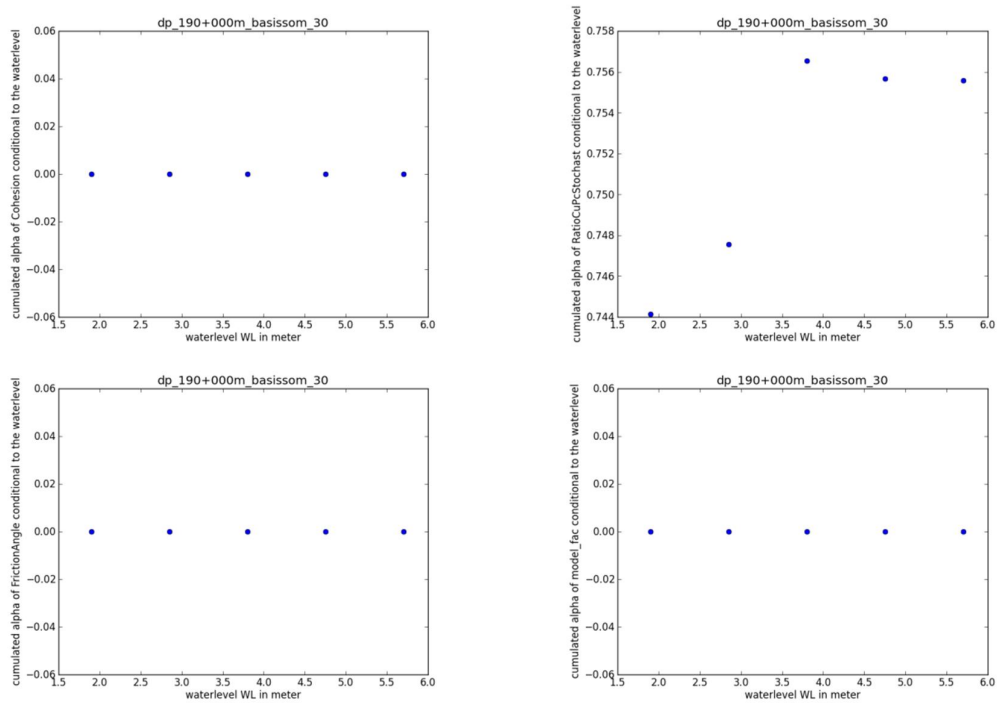 dp_190+000m_basissom_30
cumulated alpha of Cohesion conditional to the waterlevel
0.06
0.04
0.02
0.00
−0.02
−0.04
−0.06
1.5 2.0 2.5 3.0 3.5 4.0 4.5 5.0 5.5 6.0
waterlevel WL in meter
dp_190+000m_basissom_30
cumulated alpha of RatioCuPcStochast conditional to the waterlevel
0.758
0.756
0.754
0.752
0.750
0.748
0.746
0.744
1.5 2.0 2.5 3.0 3.5 4.0 4.5 5.0 5.5 6.0
waterlevel WL in meter
dp_190+000m_basissom_30
cumulated alpha of FrictionAngle conditional to the waterlevel
0.06
0.04
0.02
0.00
−0.02
−0.04
−0.06
1.5 2.0 2.5 3.0 3.5 4.0 4.5 5.0 5.5 6.0
waterlevel WL in meter
dp_190+000m_basissom_30
cumulated alpha of model_fac conditional to the waterlevel
0.06
0.04
0.02
0.00
−0.02
−0.04
−0.06
1.5 2.0 2.5 3.0 3.5 4.0 4.5 5.0 5.5 6.0
waterlevel WL in meter